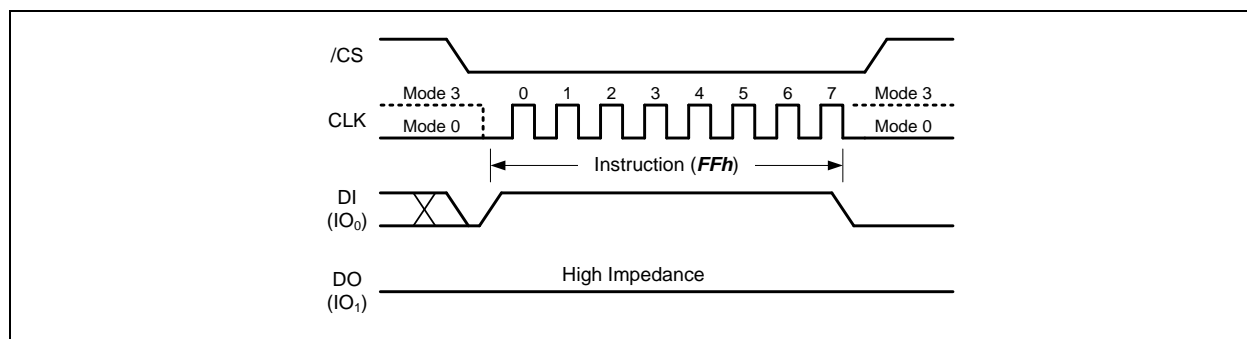 /CS
Mode 3 0 1 2 3 4 5 6 7 Mode 3
CLK
Mode 0 Mode 0
Instruction (FFh)
DI
(IO₀)
High Impedance
DO
(IO₁)